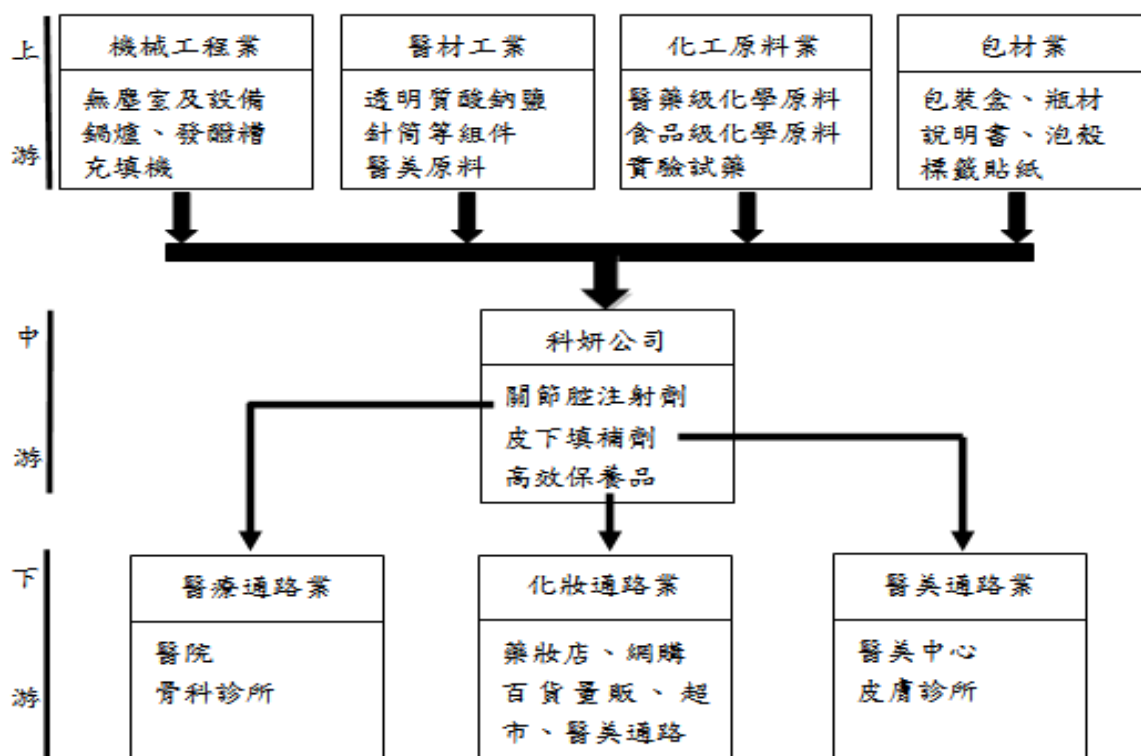 上游
機械工程業
無塵室及設備
鍋爐、發醱糟
充填機
醫材工業
透明質酸鈉鹽
針筒等組件
醫美原料
化工原料業
醫藥級化學原料
食品級化學原料
實驗試藥
包材業
包裝盒、瓶材
說明書、泡殼
標籤貼紙
中游
科妍公司
關節腔注射劑
皮下填補劑
高效保養品
下游
醫療通路業
醫院
骨科診所
化妝通路業
藥妝店、網購
百貨量販、超
市、醫美通路
醫美通路業
醫美中心
皮膚診所